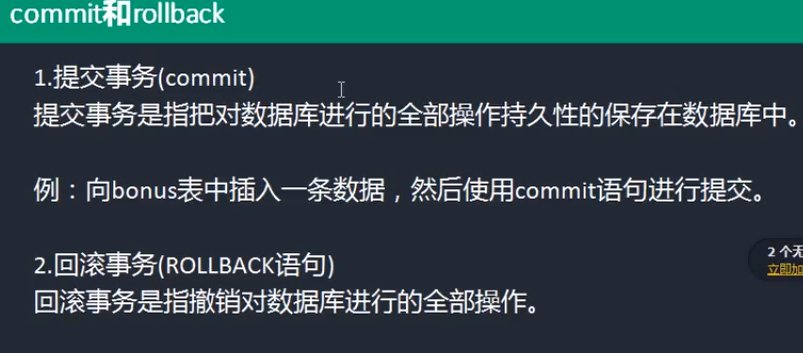 commit和rollback
1.提交事务(commit)
提交事务是指把对数据库进行的全部操作持久性的保存在数据库中。
例：向bonus表中插入一条数据，然后使用commit语句进行提交。
2.回滚事务(ROLLBACK语句)
2 个无
立即加
回滚事务是指撤销对数据库进行的全部操作。